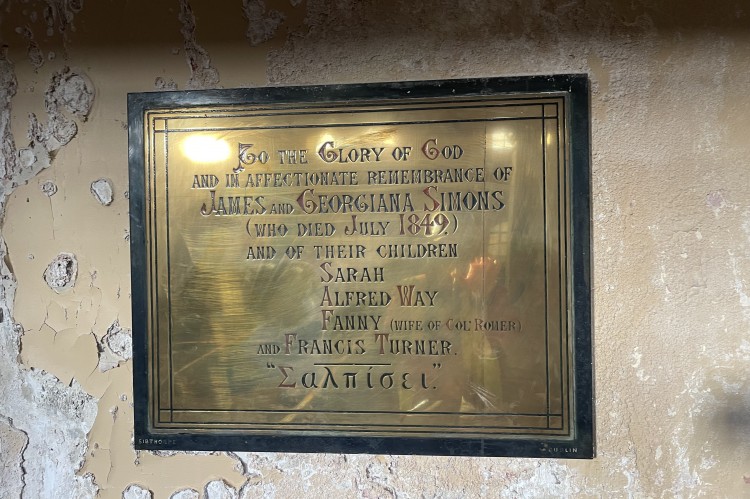 To the Glory of God
and in affectionate remembrance of
James and Georgiana Simons
(who died July 1849.)
and of their children
Sarah
Alfred Way
Fanny (wife of Col: Romer)
and Francis Turner.
"Σαλπίσει."